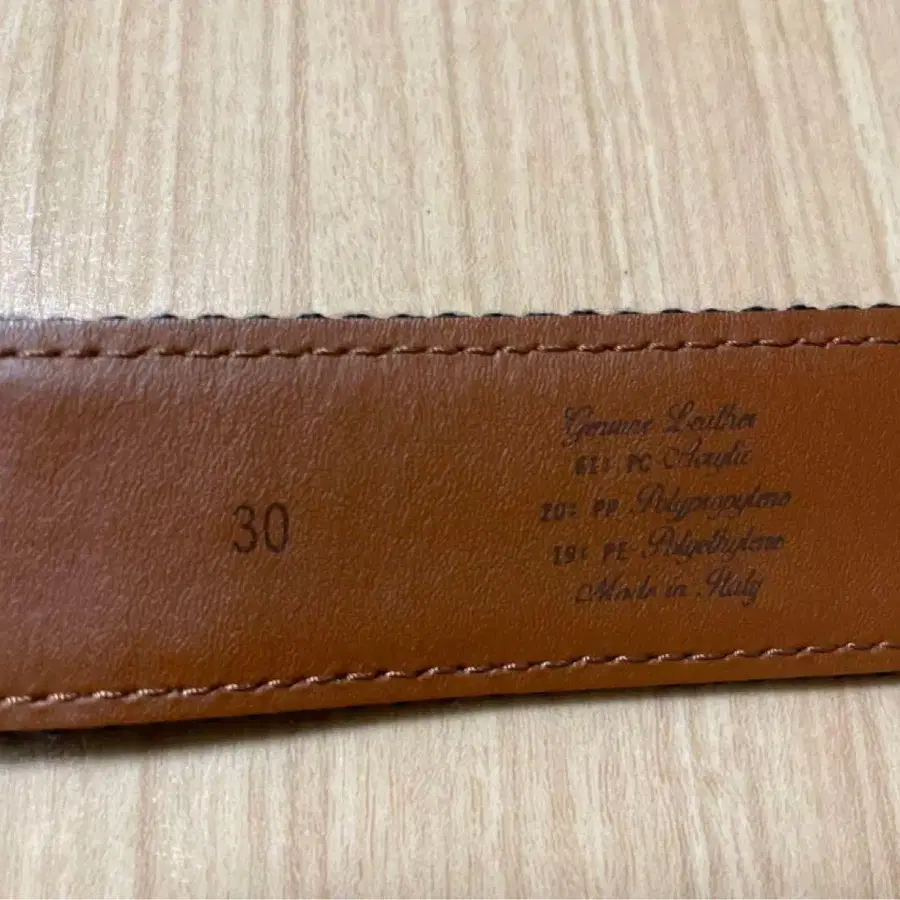 30
Genuine Leather
61% PC Acrylic
20% PP Polypropylene
19% PE Polyethylene
Made in Italy